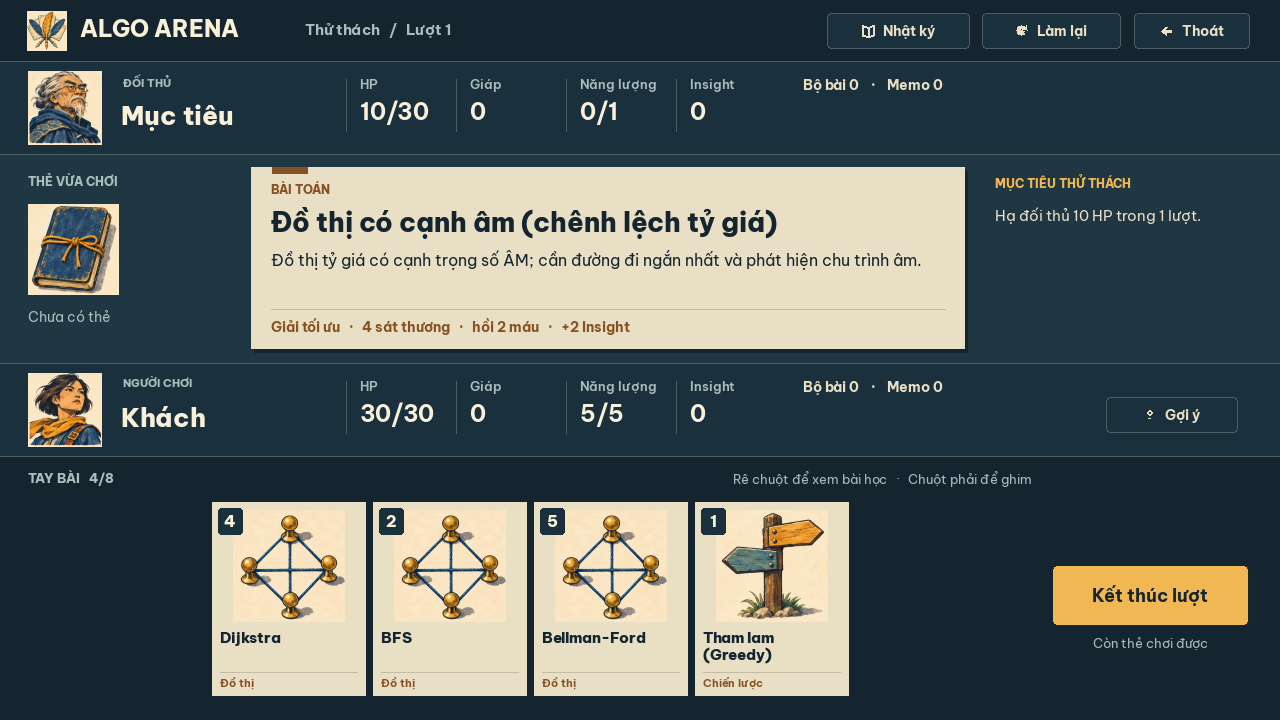 ALGO ARENA
Thử thách / Lượt 1
Nhật ký
Làm lại
Thoát
ĐỐI THỦ
Mục tiêu
HP
10/30
Giáp
0
Năng lượng
0/1
Insight
0
Bộ bài 0 · Memo 0
THẺ VỪA CHƠI
Chưa có thẻ
BÀI TOÁN
Đồ thị có cạnh âm (chênh lệch tỷ giá)
Đồ thị tỷ giá có cạnh trọng số ÂM; cần đường đi ngắn nhất và phát hiện chu trình âm.
Giải tối ưu · 4 sát thương · hồi 2 máu · +2 Insight
MỤC TIÊU THỬ THÁCH
Hạ đối thủ 10 HP trong 1 lượt.
NGƯỜI CHƠI
Khách
HP
30/30
Giáp
0
Năng lượng
5/5
Insight
0
Bộ bài 0 · Memo 0
Gợi ý
TAY BÀI 4/8
Rê chuột để xem bài học · Chuột phải để ghim
4
Dijkstra
Đồ thị
2
BFS
Đồ thị
5
Bellman-Ford
Đồ thị
1
Tham lam
(Greedy)
Chiến lược
Kết thúc lượt
Còn thẻ chơi được